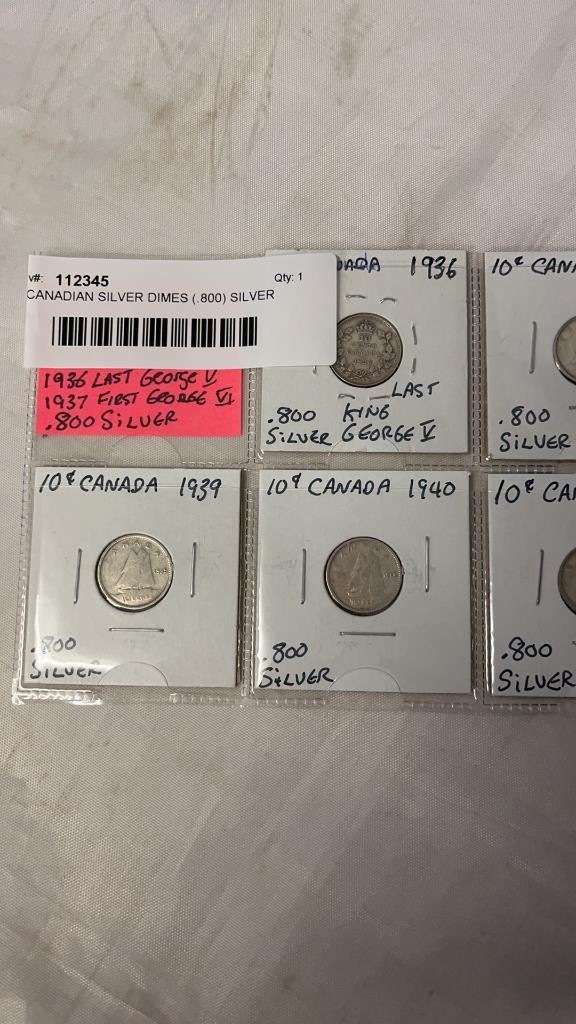 v#: 112345 Qty: 1
CANADIAN SILVER DIMES (.800) SILVER
1936 LAST GEORGE V
1937 FIRST GEORGE VI
.800 SILVER
NADA 1936
LAST
.800 KING
SILVER GEORGE V
10¢ CAN
.800
SILVER
10¢ CANADA 1939
.800
SILVER
10¢ CANADA 1940
.800
SILVER
10¢ CA
.800
SILVER